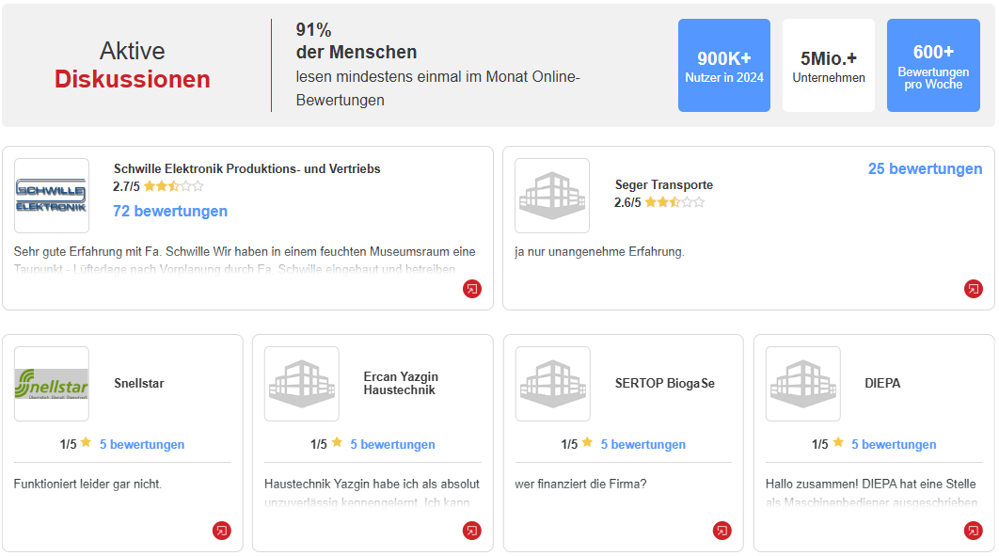 Aktive
Diskussionen
91%
der Menschen
lesen mindestens einmal im Monat Online-
Bewertungen
900K+
Nutzer in 2024
5Mio.+
Unternehmen
600+
Bewertungen
pro Woche
SCHWILLE
ELEKTRONIK
Schwille Elektronik Produktions- und Vertriebs
2.7/5
72 bewertungen
Sehr gute Erfahrung mit Fa. Schwille Wir haben in einem feuchten Museumsraum eine
Taupunkt - Lüfterlage nach Vorplanung durch Fa. Schwille eingebaut und betreiben
Seger Transporte
2.6/5
25 bewertungen
ja nur unangenehme Erfahrung.
Snellstar
Snellstar
1/5
5 bewertungen
Funktioniert leider gar nicht.
Ercan Yazgin
Haustechnik
1/5
5 bewertungen
Haustechnik Yazgin habe ich als absolut
unzuverlässig kennengelernt. Ich kann
SERTOP BiogaSe
1/5
5 bewertungen
wer finanziert die Firma?
DIEPA
1/5
5 bewertungen
Hallo zusammen! DIEPA hat eine Stelle
als Maschinenbediener ausgeschrieben